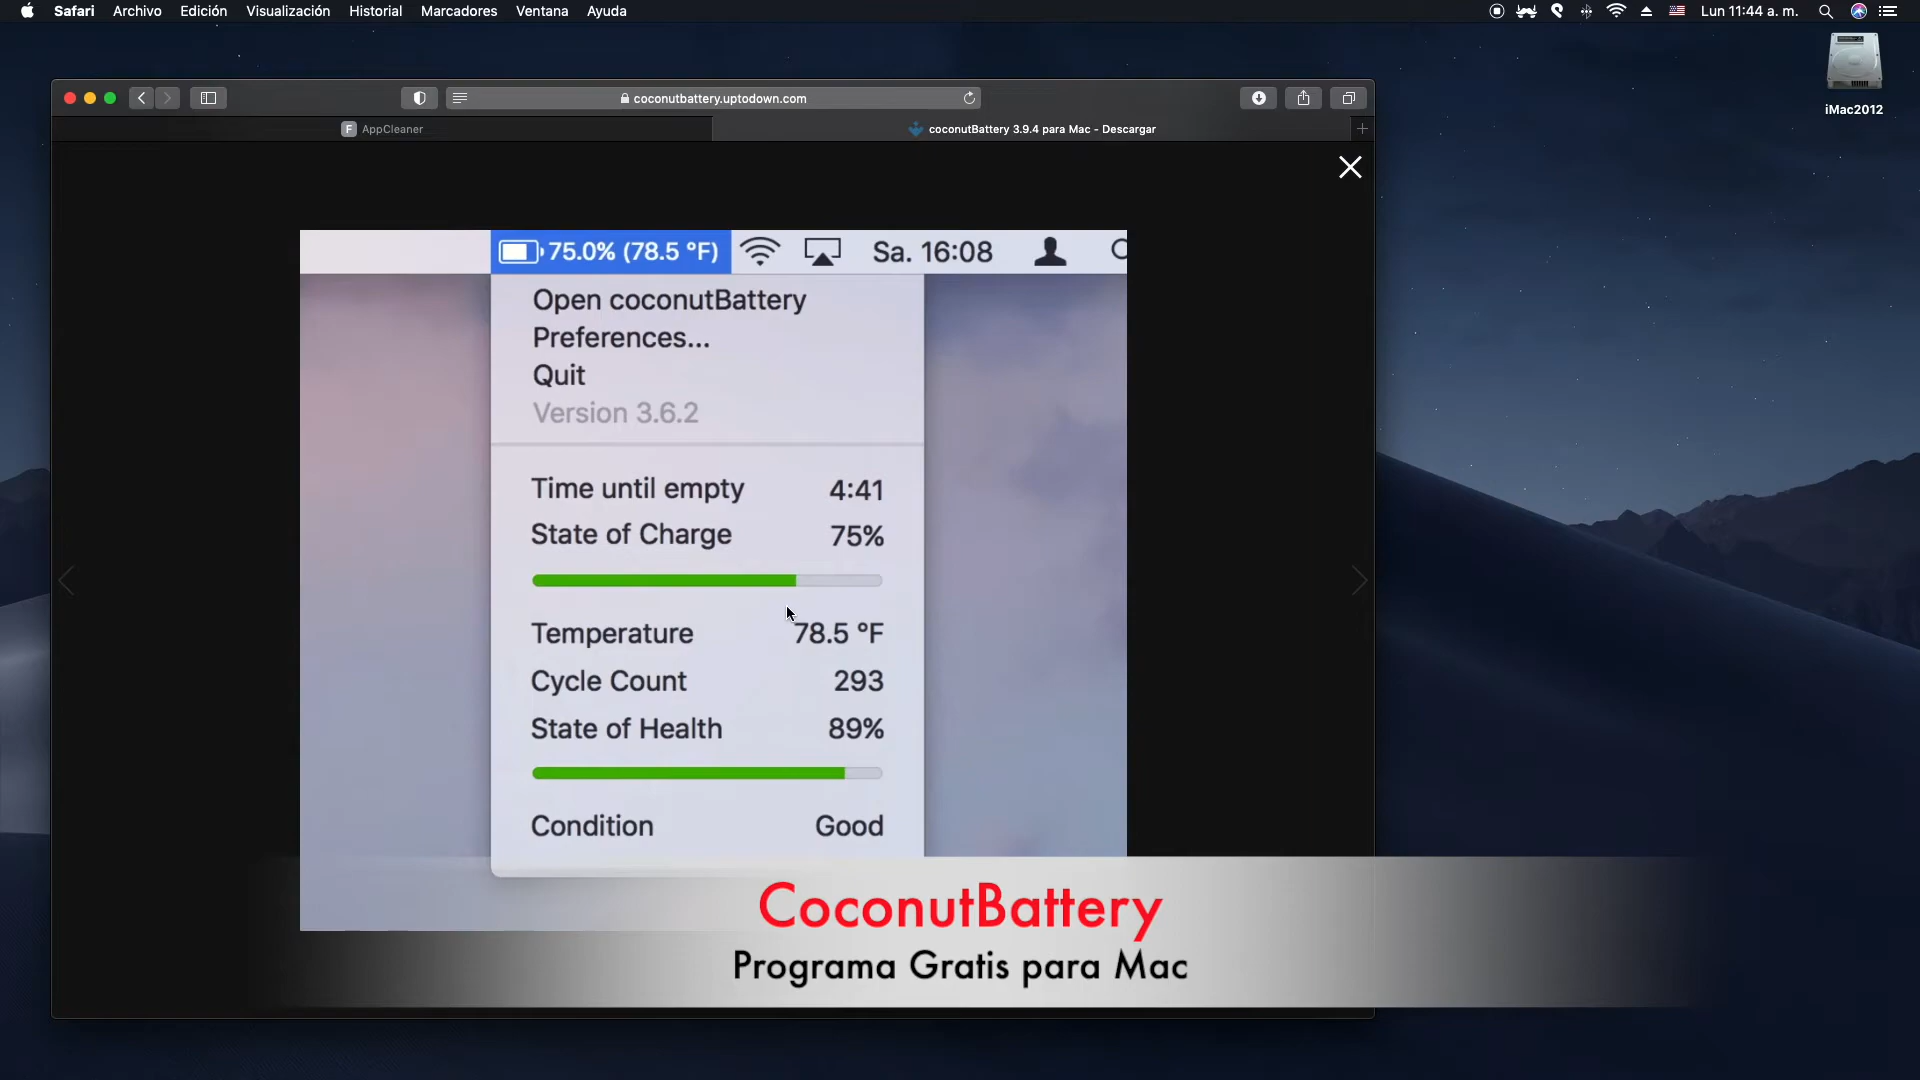 Safari Archivo Edición Visualización Historial Marcadores Ventana Ayuda Lun 11:44 a. m.
iMac2012
coconutbattery.uptodown.com
F AppCleaner coconutBattery 3.9.4 para Mac - Descargar
75.0% (78.5 °F) Sa. 16:08
Open coconutBattery
Preferences...
Quit
Version 3.6.2
Time until empty 4:41
State of Charge 75%
Temperature 78.5 °F
Cycle Count 293
State of Health 89%
Condition Good
CoconutBattery
Programa Gratis para Mac